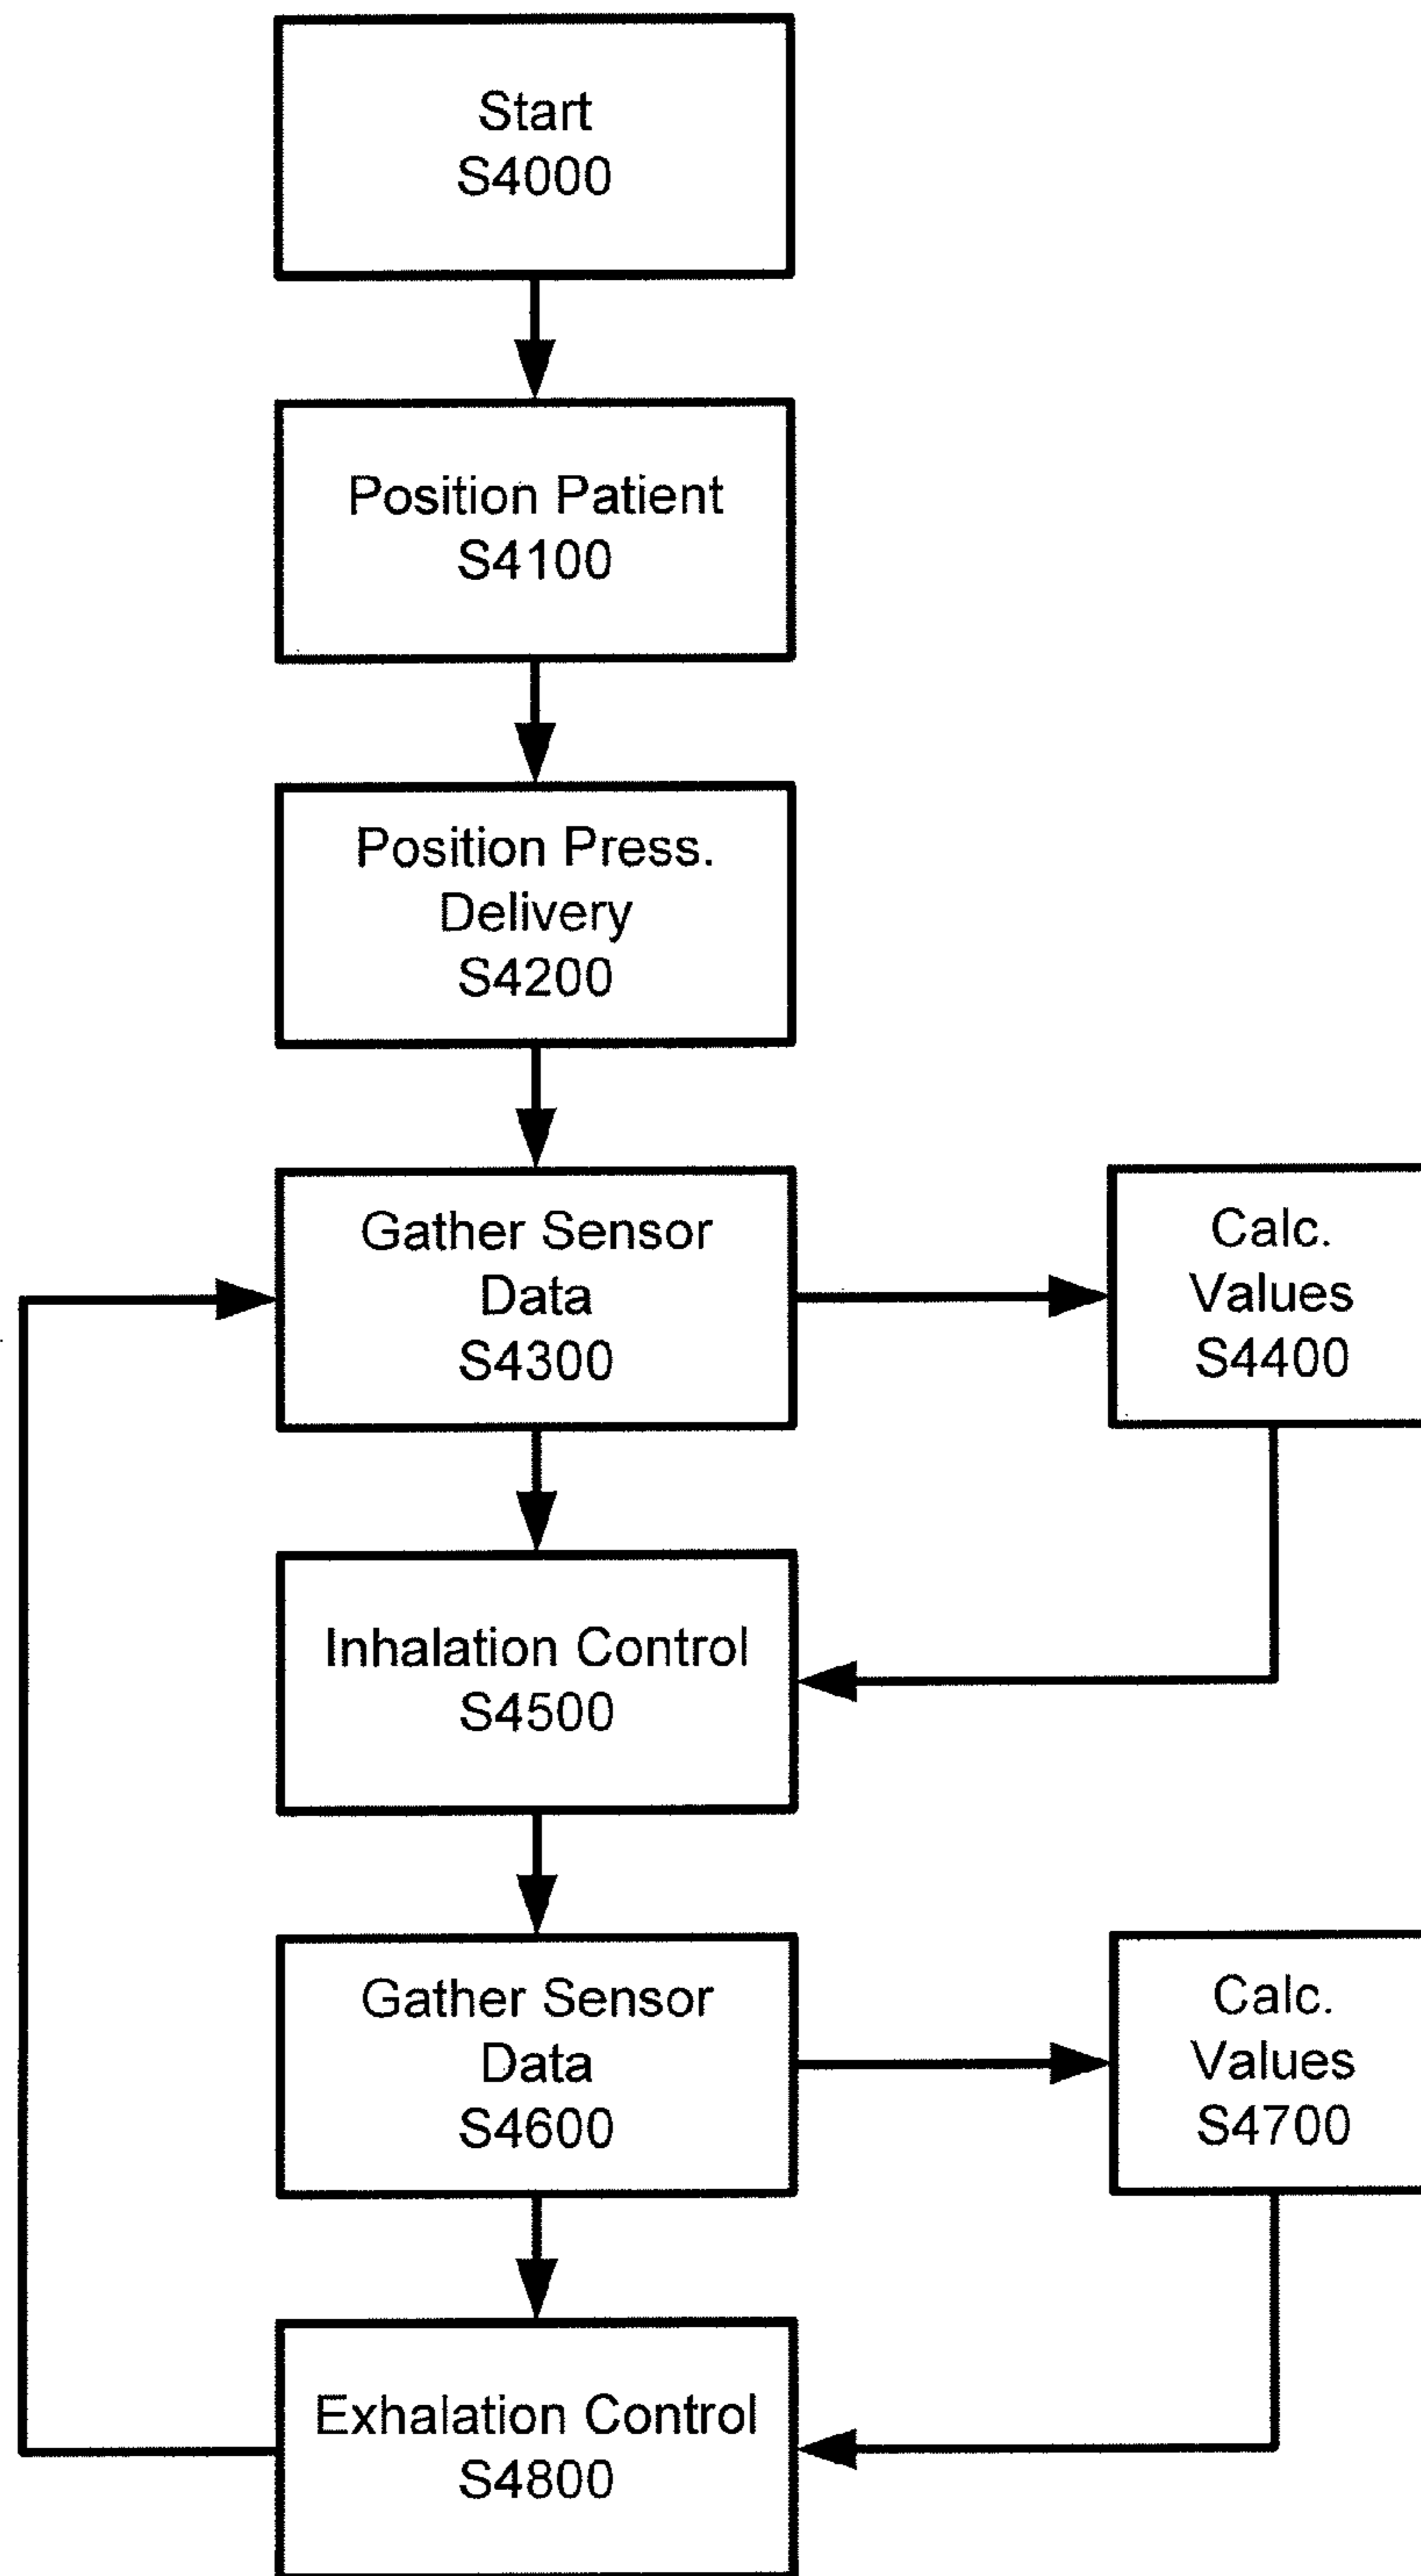 Start
S4000
Position Patient
S4100
Position Press.
Delivery
S4200
Gather Sensor
Data
S4300
Calc.
Values
S4400
Inhalation Control
S4500
Gather Sensor
Data
S4600
Calc.
Values
S4700
Exhalation Control
S4800